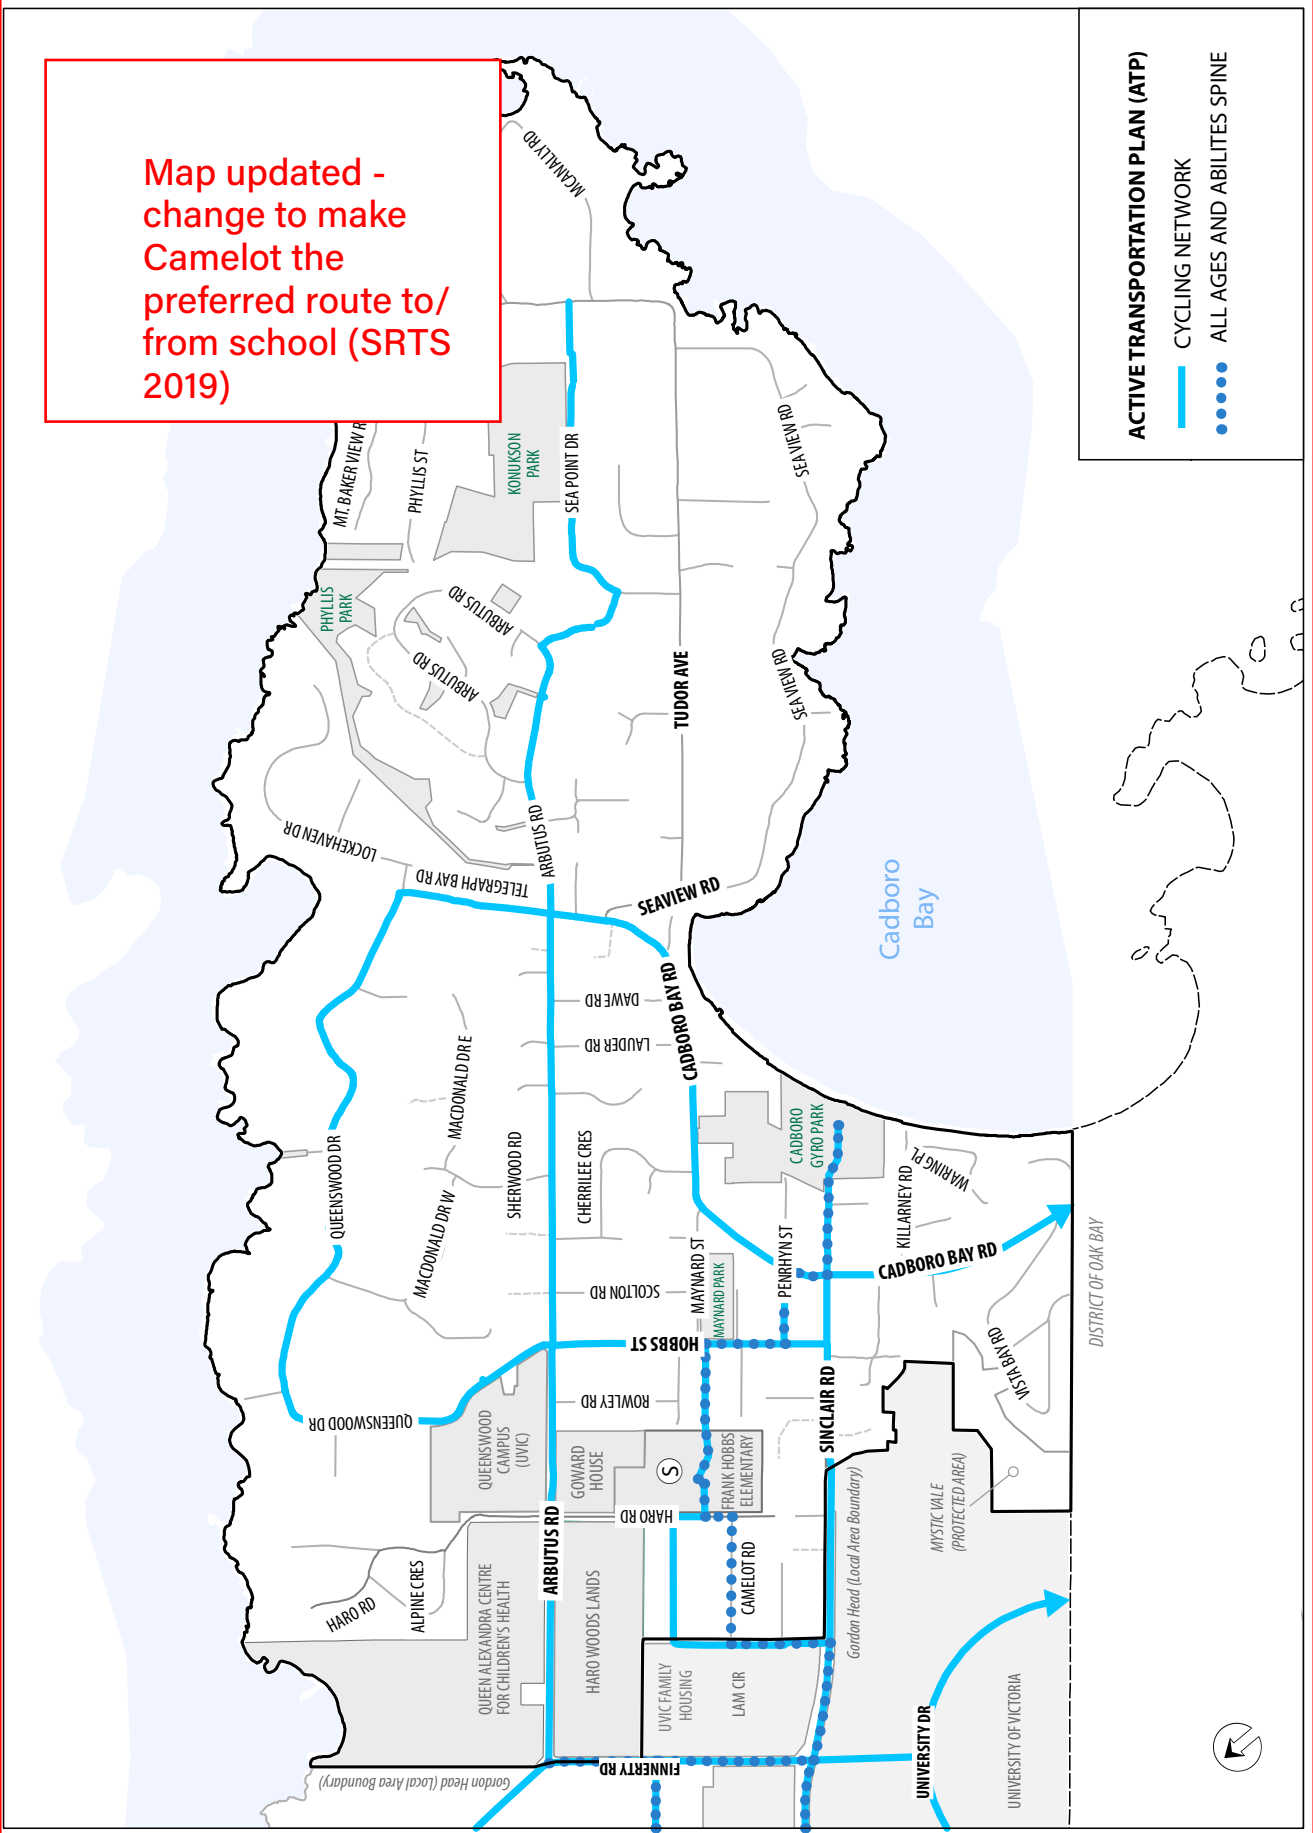 Map updated -
change to make
Camelot the
preferred route to/
from school (SRTS
2019)
ACTIVE TRANSPORTATION PLAN (ATP)
CYCLING NETWORK
ALL AGES AND ABILITES SPINE
MCANALLY RD
MT. BAKER VIEW R
PHYLLIS ST
KONUKSON
PARK
SEA POINT DR
SEAVIEW RD
PHYLLIS
PARK
ARBUTUS RD
ARBUTUS RD
TUDOR AVE
SEAVIEW RD
LOCKEHAVEN DR
TELEGRAPH BAY RD
ARBUTUS RD
SEAVIEW RD
Cadboro
Bay
CADBORO BAY RD
DAWE RD
LAUDER RD
MACDONALD DR E
QUEENSWOOD DR
MACDONALD DR W
SHERWOOD RD
CHERRILEE CRES
CADBORO
GYRO PARK
WARING PL
KILLARNEY RD
MAYNARD ST
MAYNARD PARK
PENRHYN ST
CADBORO BAY RD
DISTRICT OF OAK BAY
SCOLTON RD
HOBBS ST
VISTA BAY RD
ROWLEY RD
QUEENSWOOD DR
QUEENSWOOD
CAMPUS
(UVIC)
GOWARD
HOUSE
S
FRANK HOBBS
ELEMENTARY
SINCLAIR RD
MYSTIC VALE
(PROTECTED AREA)
HARO RD
ARBUTUS RD
CAMELOT RD
Gordon Head (Local Area Boundary)
HARO RD
ALPINE CRES
QUEEN ALEXANDRA CENTRE
FOR CHILDREN'S HEALTH
HARO WOODS LANDS
UVIC FAMILY
HOUSING
LAM CIR
FINNERTY RD
UNIVERSITY DR
UNIVERSITY OF VICTORIA
Gordon Head (Local Area Boundary)